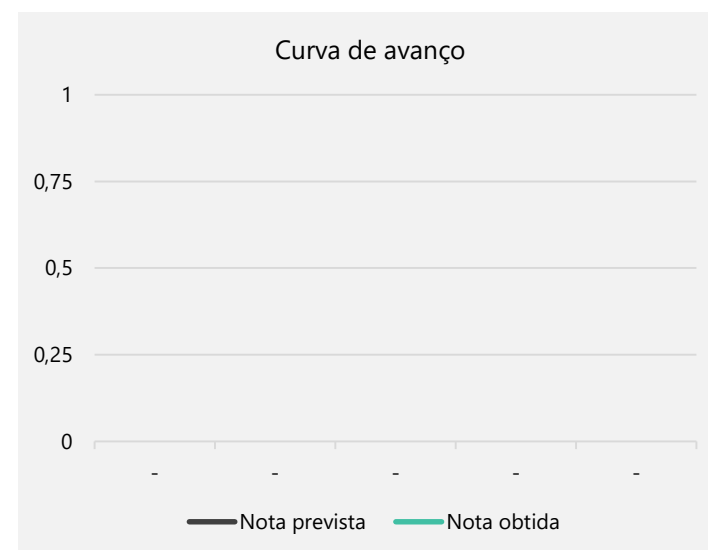 Curva de avanço
1
0,75
0,5
0,25
0
- - - - -
Nota prevista Nota obtida